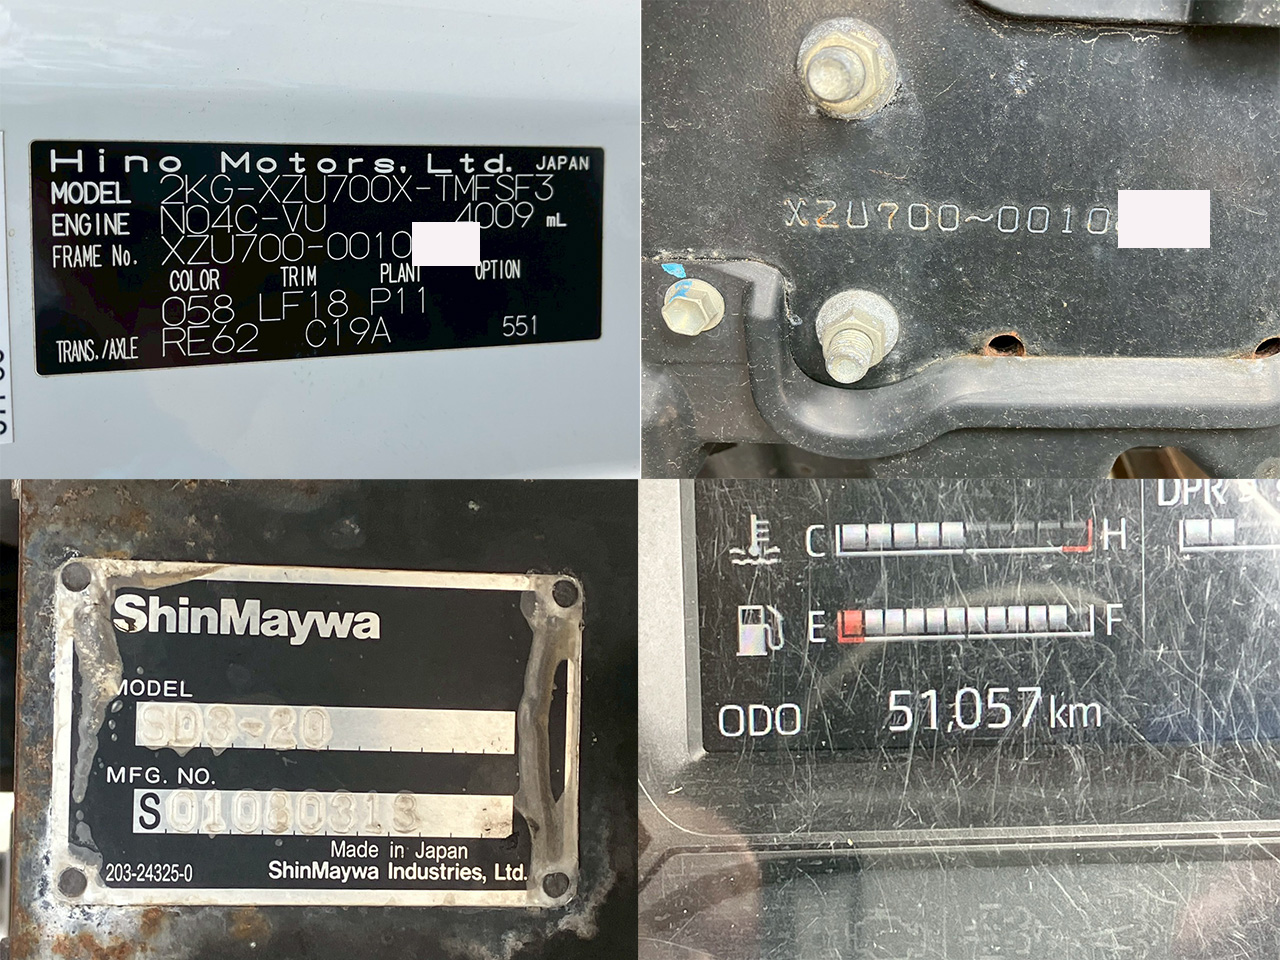 Hino Motors, Ltd. JAPAN
MODEL 2KG-XZU700X-TMFSF3
ENGINE N04C-VU 4009 mL
FRAME No. XZU700-0010
COLOR TRIM PLANT OPTION
058 LF18 P11
TRANS./AXLE RE62 C19A 551
XZU700~0010
ShinMaywa
MODEL
SD3-20
MFG. NO.
S 01080313
Made in Japan
203-24325-0 ShinMaywa Industries, Ltd.
DPR
C H
E F
ODO 51,057 km